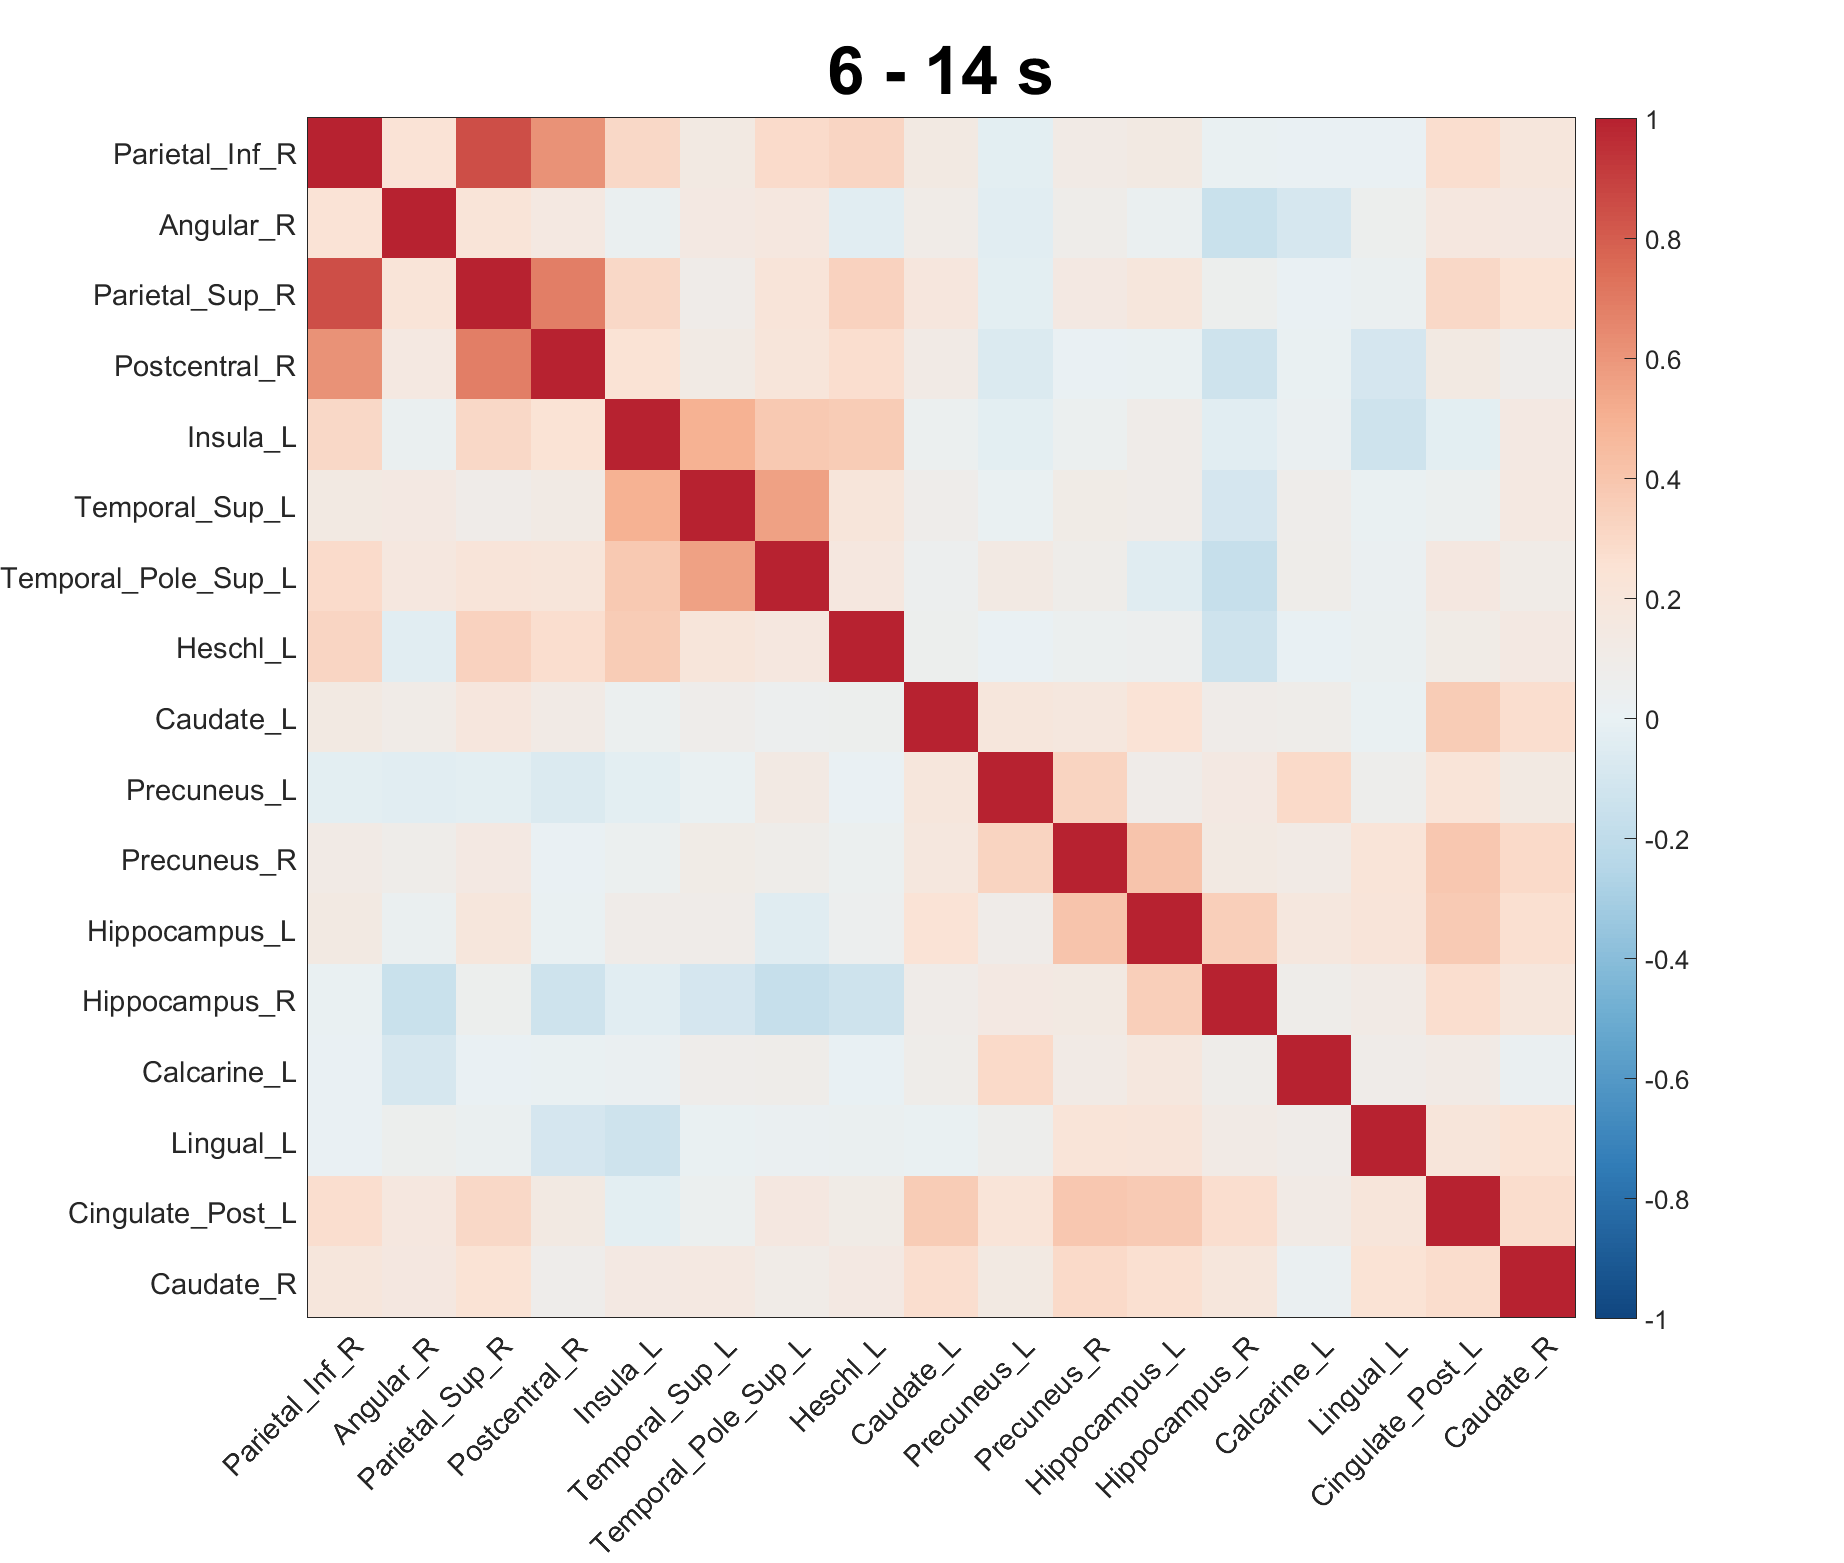 6 - 14 s
Parietal_Inf_R
Angular_R
Parietal_Sup_R
Postcentral_R
Insula_L
Temporal_Sup_L
Temporal_Pole_Sup_L
Heschl_L
Caudate_L
Precuneus_L
Precuneus_R
Hippocampus_L
Hippocampus_R
Calcarine_L
Lingual_L
Cingulate_Post_L
Caudate_R
1
0.8
0.6
0.4
0.2
0
-0.2
-0.4
-0.6
-0.8
-1
Parietal_Inf_R
Angular_R
Parietal_Sup_R
Postcentral_R
Insula_L
Temporal_Sup_L
Temporal_Pole_Sup_L
Heschl_L
Caudate_L
Precuneus_L
Precuneus_R
Hippocampus_L
Hippocampus_R
Calcarine_L
Lingual_L
Cingulate_Post_L
Caudate_R